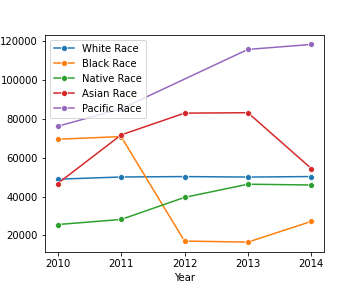 120000
100000
80000
60000
40000
20000
White Race
Black Race
Native Race
Asian Race
Pacific Race
2010 2011 2012 2013 2014
Year